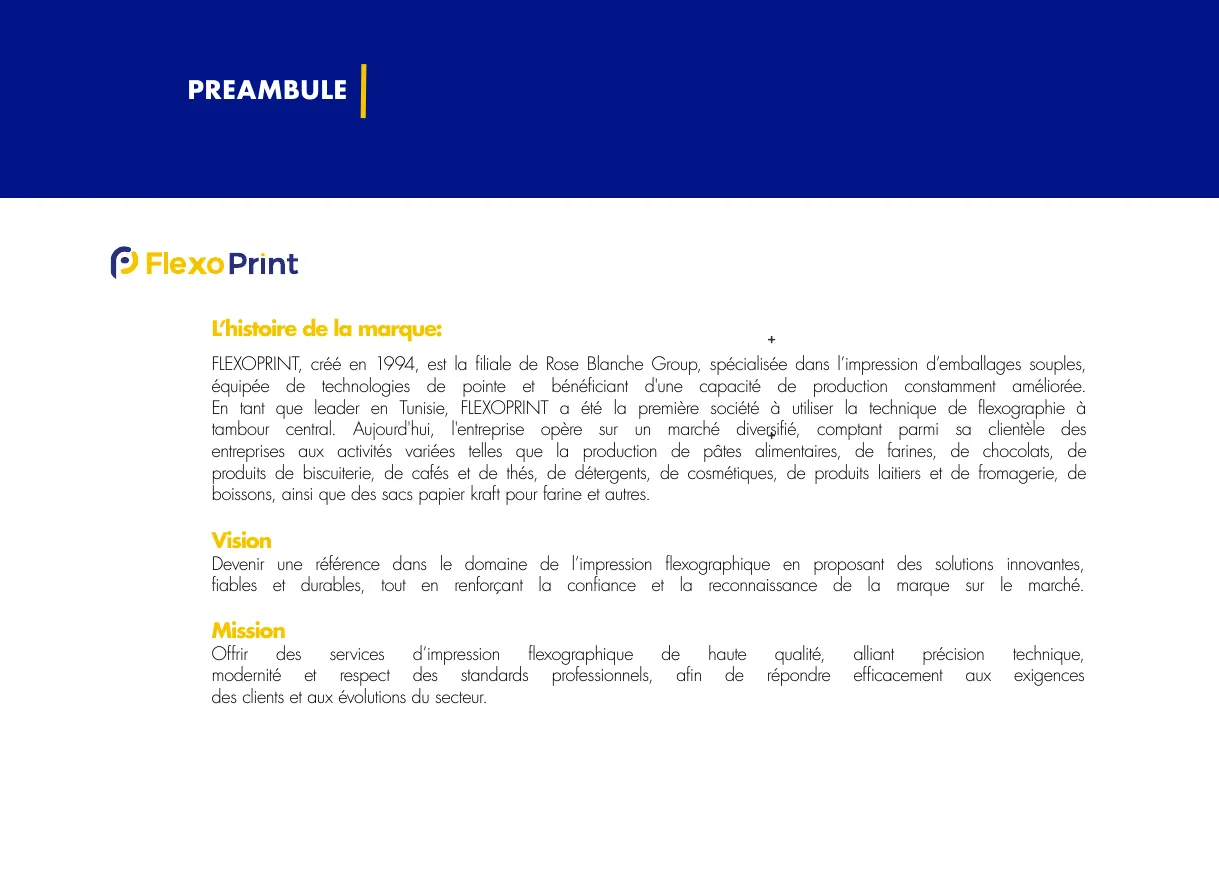 PREAMBULE
FlexoPrint
L’histoire de la marque:
FLEXOPRINT, créé en 1994, est la filiale de Rose Blanche Group, spécialisée dans l’impression d’emballages souples,
équipée de technologies de pointe et bénéficiant d'une capacité de production constamment améliorée.
En tant que leader en Tunisie, FLEXOPRINT a été la première société à utiliser la technique de flexographie à
tambour central. Aujourd'hui, l'entreprise opère sur un marché diversifié, comptant parmi sa clientèle des
entreprises aux activités variées telles que la production de pâtes alimentaires, de farines, de chocolats, de
produits de biscuiterie, de cafés et de thés, de détergents, de cosmétiques, de produits laitiers et de fromagerie, de
boissons, ainsi que des sacs papier kraft pour farine et autres.
Vision
Devenir une référence dans le domaine de l’impression flexographique en proposant des solutions innovantes,
fiables et durables, tout en renforçant la confiance et la reconnaissance de la marque sur le marché.
Mission
Offrir des services d’impression flexographique de haute qualité, alliant précision technique,
modernité et respect des standards professionnels, afin de répondre efficacement aux exigences
des clients et aux évolutions du secteur.